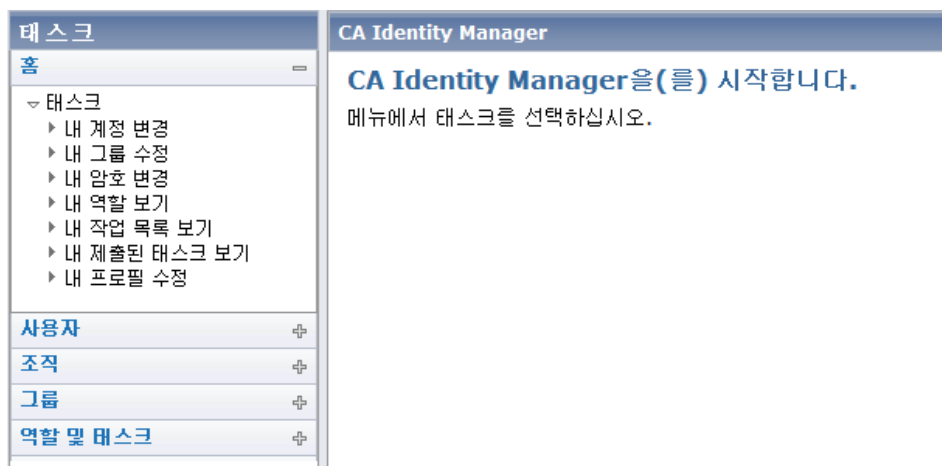 태스크
홈
태스크
내 계정 변경
내 그룹 수정
내 암호 변경
내 역할 보기
내 작업 목록 보기
내 제출된 태스크 보기
내 프로필 수정
사용자
조직
그룹
역할 및 태스크
CA Identity Manager
CA Identity Manager을(를) 시작합니다.
메뉴에서 태스크를 선택하십시오.